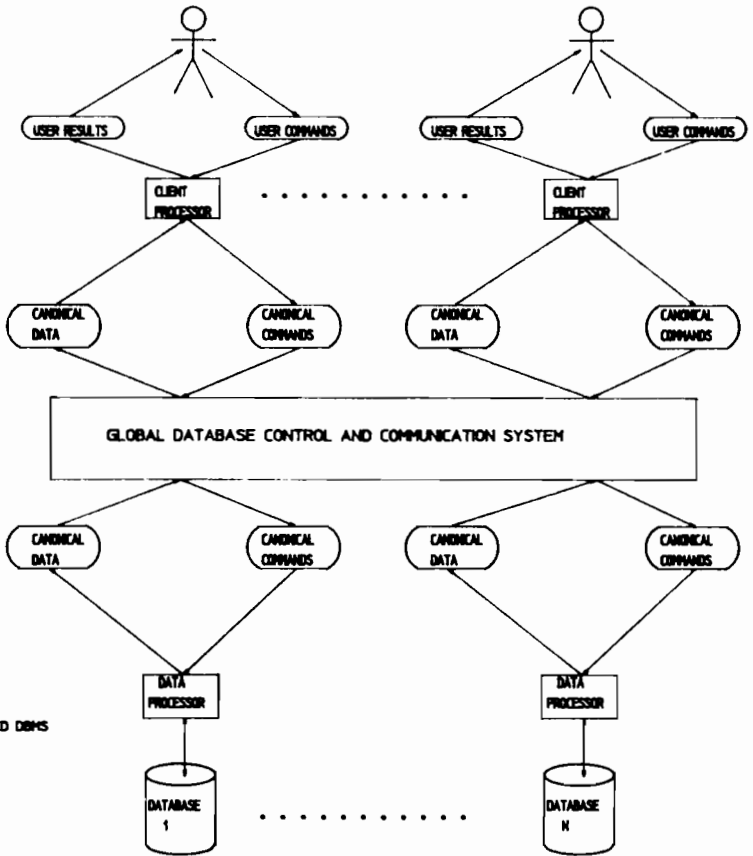 USER RESULTS
USER COMMANDS
USER RESULTS
USER COMMANDS
CLIENT
PROCESSOR
CLIENT
PROCESSOR
CANONICAL
DATA
CANONICAL
COMMANDS
CANONICAL
DATA
CANONICAL
COMMANDS
GLOBAL DATABASE CONTROL AND COMMUNICATION SYSTEM
CANONICAL
DATA
CANONICAL
COMMANDS
CANONICAL
DATA
CANONICAL
COMMANDS
DATA
PROCESSOR
DATA
PROCESSOR
D DBMS
DATABASE
1
DATABASE
N